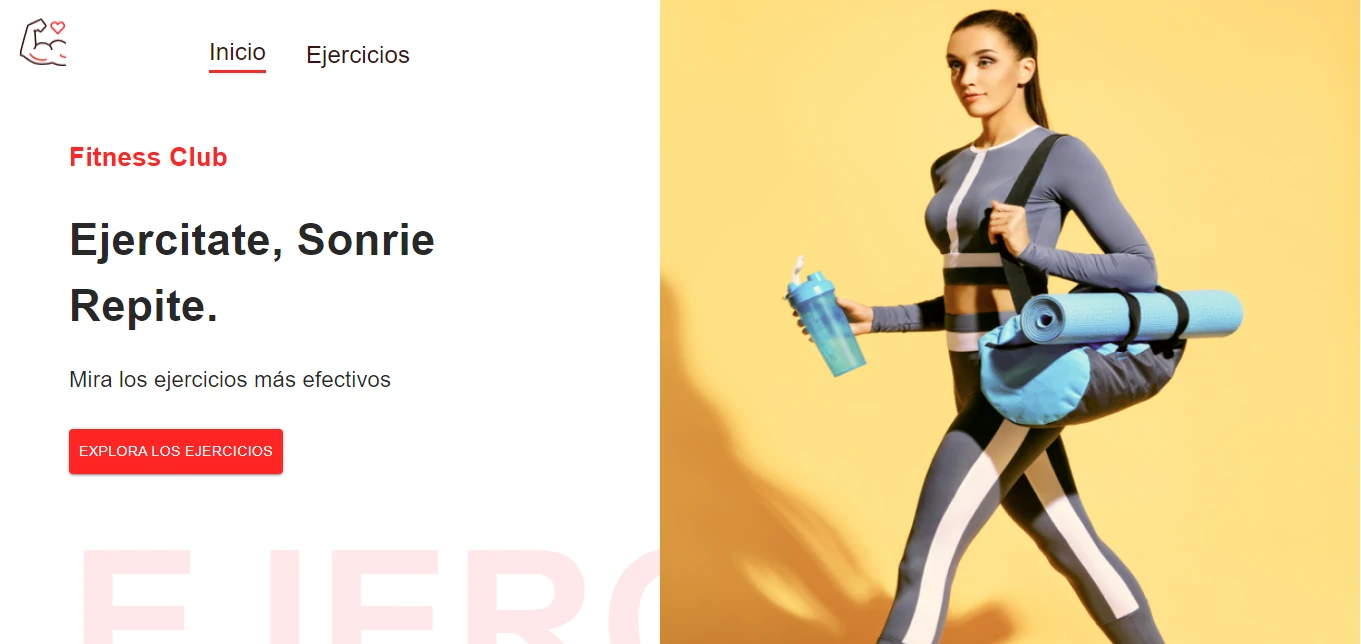 Inicio Ejercicios
Fitness Club
Ejercitate, Sonrie
Repite.
Mira los ejercicios más efectivos
EXPLORA LOS EJERCICIOS
EJERC